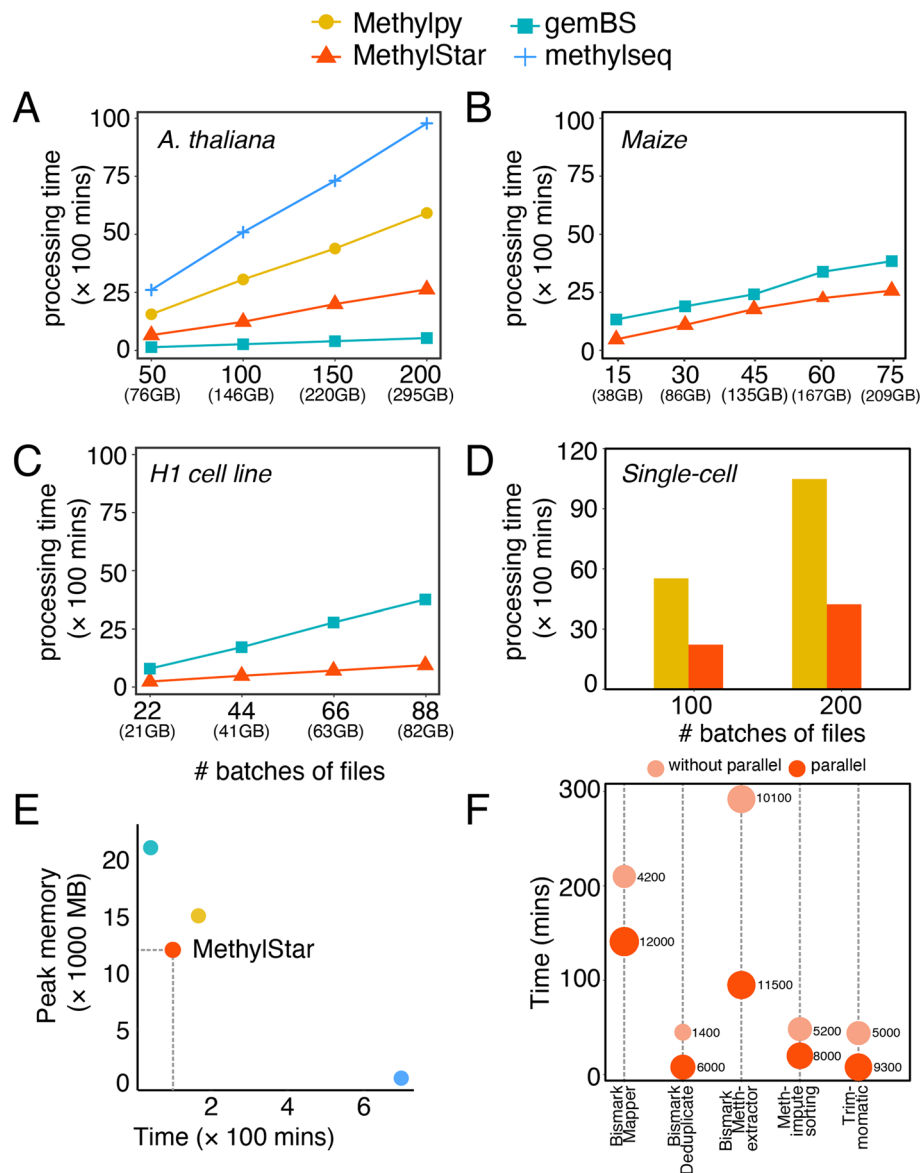 Methylpy
gemBS
MethylStar
methylseq
A
A. thaliana
processing time
(× 100 mins)
100
75
50
25
0
50
100
150
200
(76GB)
(146GB)
(220GB)
(295GB)
B
Maize
processing time
(× 100 mins)
100
75
50
25
0
15
30
45
60
75
(38GB)
(86GB)
(135GB)
(167GB)
(209GB)
C
H1 cell line
processing time
(× 100 mins)
100
75
50
25
0
22
44
66
88
(21GB)
(41GB)
(63GB)
(82GB)
# batches of files
D
Single-cell
processing time
(× 100 mins)
120
90
60
30
0
100
200
# batches of files
E
Peak memory
(× 1000 MB)
20
15
10
5
0
MethylStar
2
4
6
Time (× 100 mins)
F
without parallel
parallel
Time (mins)
300
200
100
0
10100
4200
12000
11500
1400
6000
5200
8000
5000
9300
Bismark
Mapper
Bismark
Deduplicate
Bismark
Meth-
extractor
Meth-
impute
sorting
Trim-
momatic